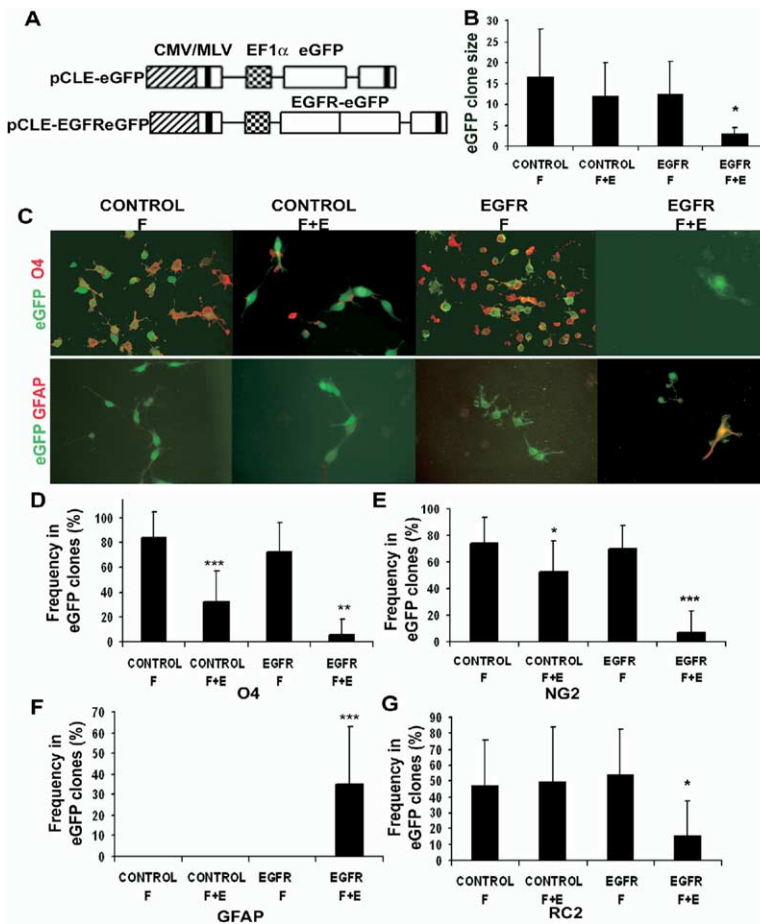 A
CMV/MLV EF1α eGFP
pCLE-eGFP
EGFR-eGFP
pCLE-EGFReGFP
B
eGFP clone size
30
25
20
15
10
5
0
*
CONTROL F
CONTROL F+E
EGFR F
EGFR F+E
C
CONTROL F
CONTROL F+E
EGFR F
EGFR F+E
eGFP O4
eGFP GFAP
D
Frequency in eGFP clones (%)
100
80
60
40
20
0
***
**
CONTROL F
CONTROL F+E
EGFR F
EGFR F+E
O4
E
Frequency in eGFP clones (%)
100
80
60
40
20
0
*
***
CONTROL F
CONTROL F+E
EGFR F
EGFR F+E
NG2
F
Frequency in eGFP clones (%)
70
60
50
40
30
20
10
0
***
CONTROL F
CONTROL F+E
EGFR F
EGFR F+E
GFAP
G
Frequency in eGFP clones (%)
90
80
70
60
50
40
30
20
10
0
*
CONTROL F
CONTROL F+E
EGFR F
EGFR F+E
RC2